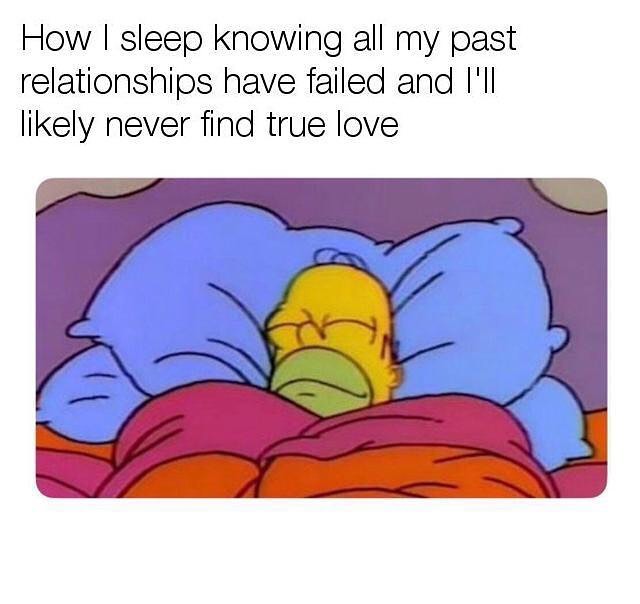 How I sleep knowing all my past
relationships have failed and I'll
likely never find true love